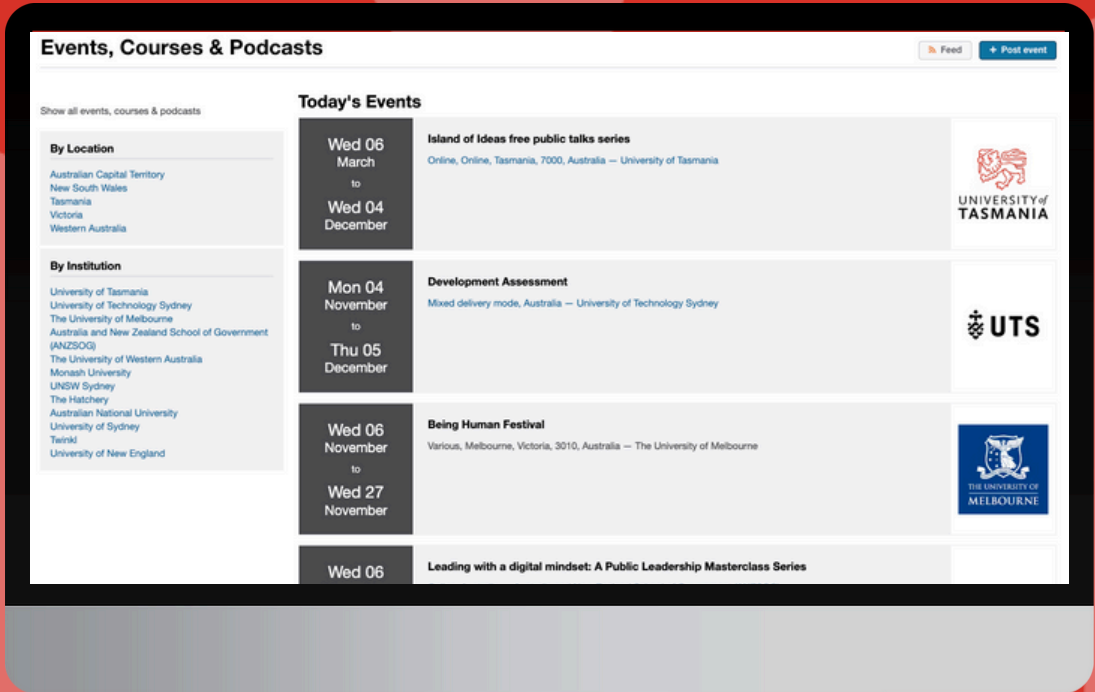 Events, Courses & Podcasts
Feed
+ Post event
Show all events, courses & podcasts
By Location
Australian Capital Territory
New South Wales
Tasmania
Victoria
Western Australia
By Institution
University of Tasmania
University of Technology Sydney
The University of Melbourne
Australia and New Zealand School of Government
(ANZSOG)
The University of Western Australia
Monash University
UNSW Sydney
The Hatchery
Australian National University
University of Sydney
Twinkl
University of New England
Today's Events
Wed 06
March
to
Wed 04
December
Island of Ideas free public talks series
Online, Online, Tasmania, 7000, Australia — University of Tasmania
UNIVERSITY of
TASMANIA
Mon 04
November
to
Thu 05
December
Development Assessment
Mixed delivery mode, Australia — University of Technology Sydney
UTS
Wed 06
November
to
Wed 27
November
Being Human Festival
Various, Melbourne, Victoria, 3010, Australia — The University of Melbourne
THE UNIVERSITY OF
MELBOURNE
Wed 06
Leading with a digital mindset: A Public Leadership Masterclass Series